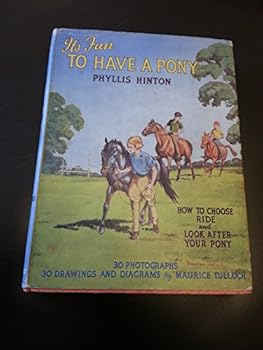 Its Fun
TO HAVE A PONY
PHYLLIS HINTON
HOW TO CHOOSE
RIDE
and
LOOK AFTER
YOUR PONY
30 PHOTOGRAPHS
30 DRAWINGS AND DIAGRAMS by MAURICE TULLOCH